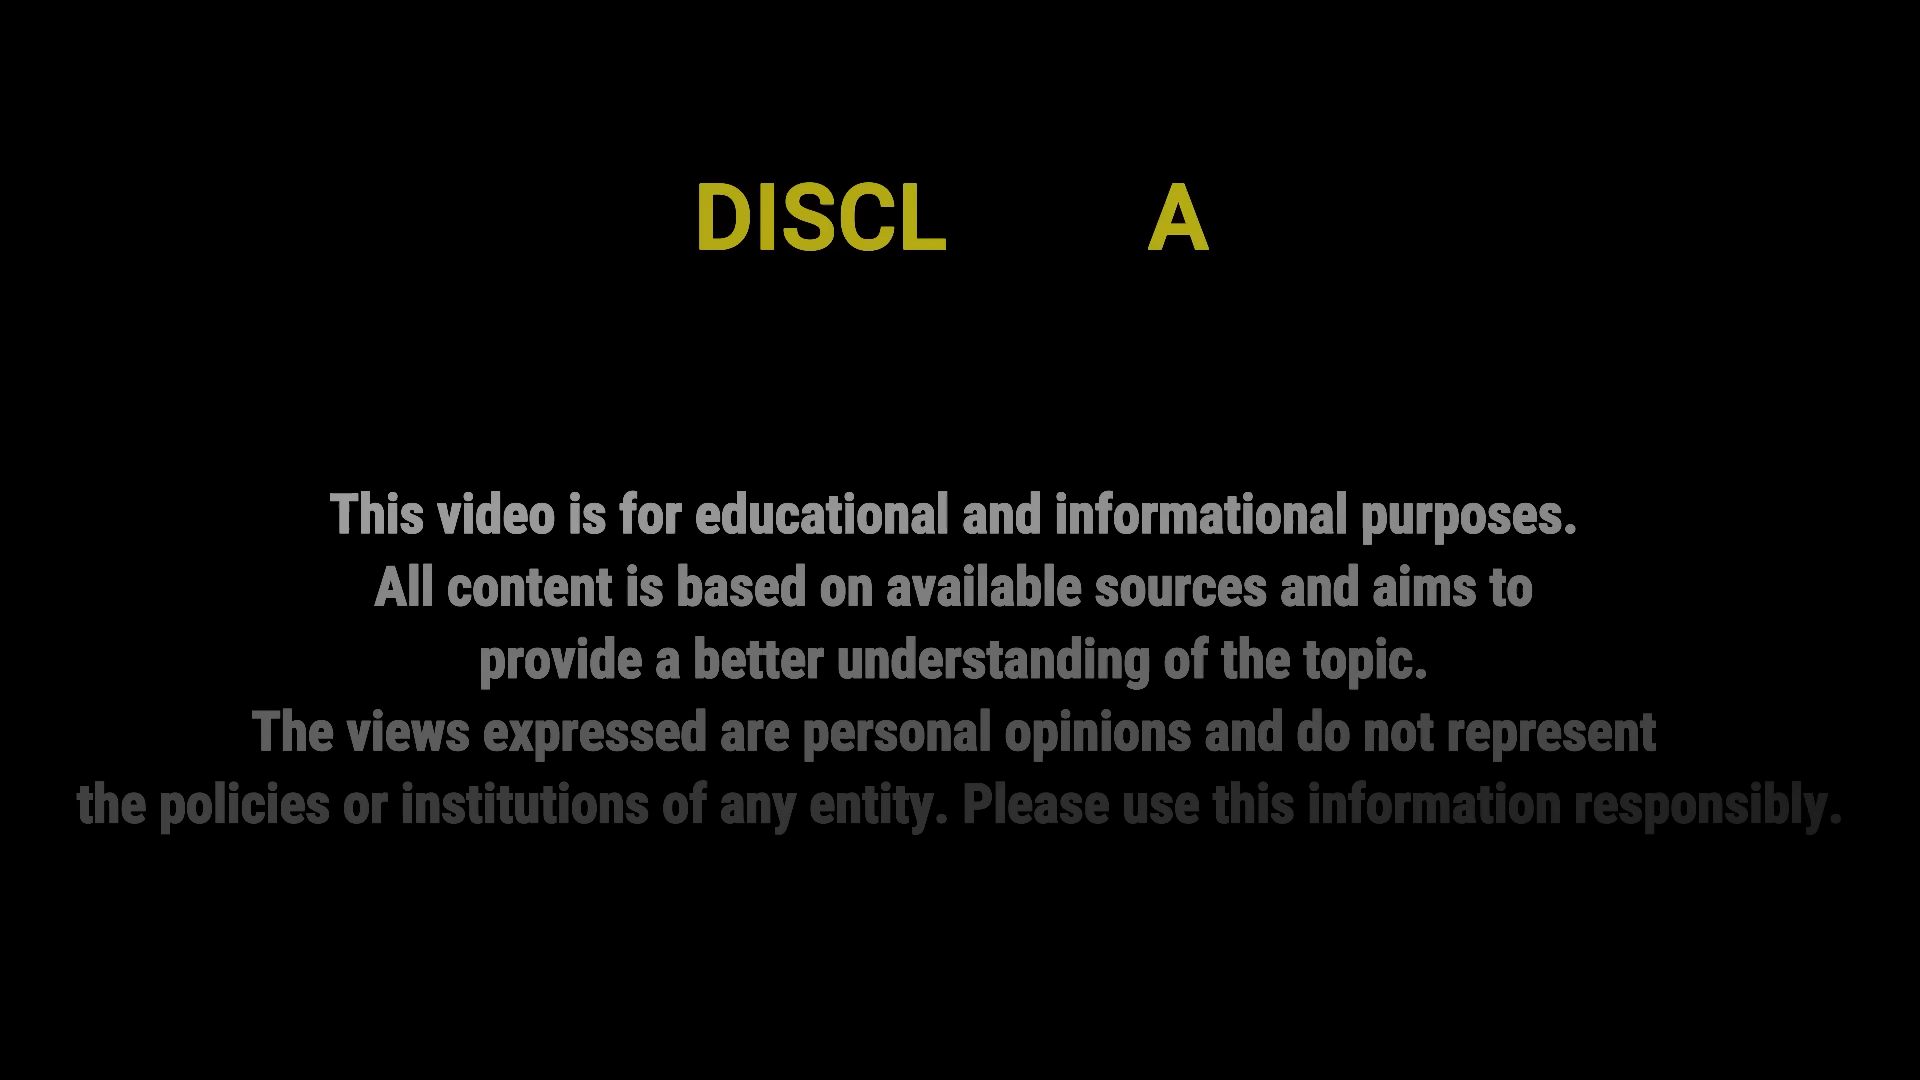 DISCL A
This video is for educational and informational purposes.
All content is based on available sources and aims to
provide a better understanding of the topic.
The views expressed are personal opinions and do not represent
the policies or institutions of any entity. Please use this information responsibly.